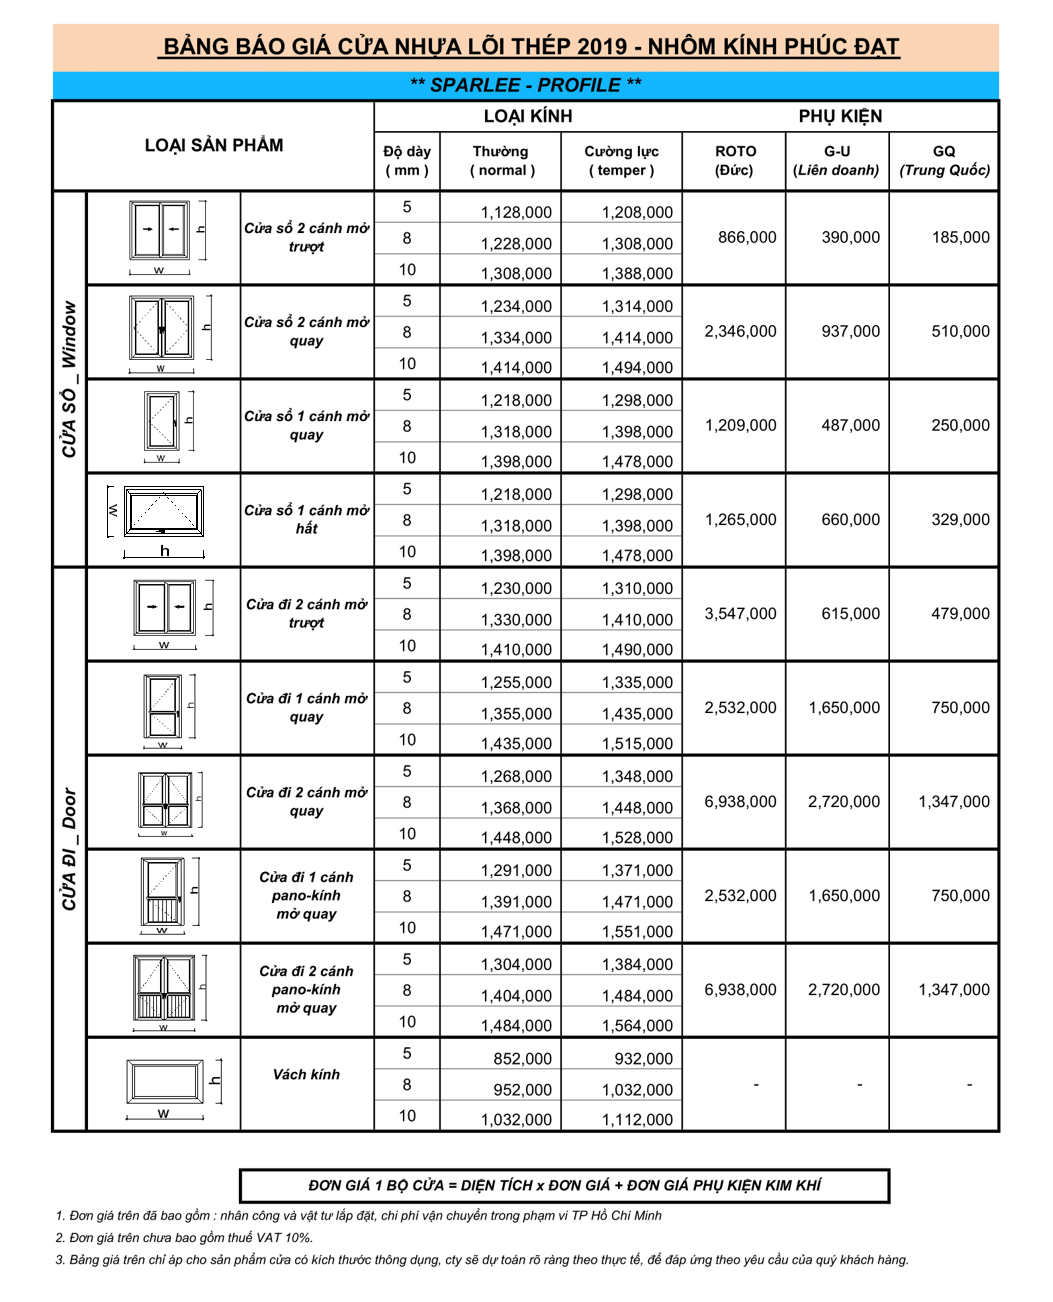 BẢNG BÁO GIÁ CỬA NHỰA LÕI THÉP 2019 - NHÔM KÍNH PHÚC ĐẠT
** SPARLEE - PROFILE **
LOẠI SẢN PHẨM LOẠI KÍNH PHỤ KIỆN
Độ dày ( mm ) Thường ( normal ) Cường lực ( temper ) ROTO (Đức) G-U (Liên doanh) GQ (Trung Quốc)
CỬA SỔ _ Window
h w Cửa sổ 2 cánh mở trượt 5 1,128,000 1,208,000 866,000 390,000 185,000
8 1,228,000 1,308,000
10 1,308,000 1,388,000
h w Cửa sổ 2 cánh mở quay 5 1,234,000 1,314,000 2,346,000 937,000 510,000
8 1,334,000 1,414,000
10 1,414,000 1,494,000
h w Cửa sổ 1 cánh mở quay 5 1,218,000 1,298,000 1,209,000 487,000 250,000
8 1,318,000 1,398,000
10 1,398,000 1,478,000
w h Cửa sổ 1 cánh mở hất 5 1,218,000 1,298,000 1,265,000 660,000 329,000
8 1,318,000 1,398,000
10 1,398,000 1,478,000
CỬA ĐI _ Door
h w Cửa đi 2 cánh mở trượt 5 1,230,000 1,310,000 3,547,000 615,000 479,000
8 1,330,000 1,410,000
10 1,410,000 1,490,000
h w Cửa đi 1 cánh mở quay 5 1,255,000 1,335,000 2,532,000 1,650,000 750,000
8 1,355,000 1,435,000
10 1,435,000 1,515,000
h w Cửa đi 2 cánh mở quay 5 1,268,000 1,348,000 6,938,000 2,720,000 1,347,000
8 1,368,000 1,448,000
10 1,448,000 1,528,000
h w Cửa đi 1 cánh pano-kính mở quay 5 1,291,000 1,371,000 2,532,000 1,650,000 750,000
8 1,391,000 1,471,000
10 1,471,000 1,551,000
h w Cửa đi 2 cánh pano-kính mở quay 5 1,304,000 1,384,000 6,938,000 2,720,000 1,347,000
8 1,404,000 1,484,000
10 1,484,000 1,564,000
h w Vách kính 5 852,000 932,000 - - -
8 952,000 1,032,000
10 1,032,000 1,112,000
ĐƠN GIÁ 1 BỘ CỬA = DIỆN TÍCH x ĐƠN GIÁ + ĐƠN GIÁ PHỤ KIỆN KIM KHÍ
1. Đơn giá trên đã bao gồm : nhân công và vật tư lắp đặt, chi phí vận chuyển trong phạm vi TP Hồ Chí Minh
2. Đơn giá trên chưa bao gồm thuế VAT 10%.
3. Bảng giá trên chỉ áp cho sản phẩm cửa có kích thước thông dụng, cty sẽ dự toán rõ ràng theo thực tế, để đáp ứng theo yêu cầu của quý khách hàng.